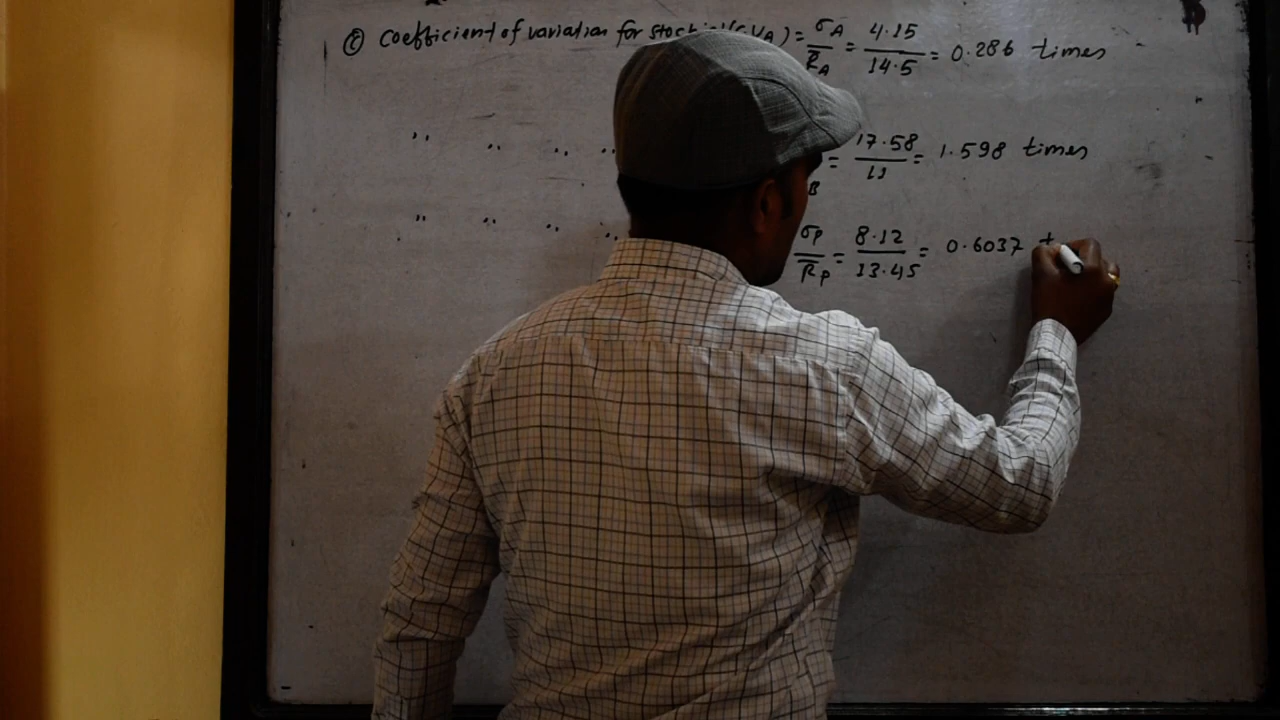 © Coefficient of variation for stock VA) = σA / R̄A = 4.15 / 14.5 = 0.286 times
,, ,, ,, ,, B = 17.58 / 11 = 1.598 times
,, ,, ,, ,, σp / R̄p = 8.12 / 13.45 = 0.6037 t